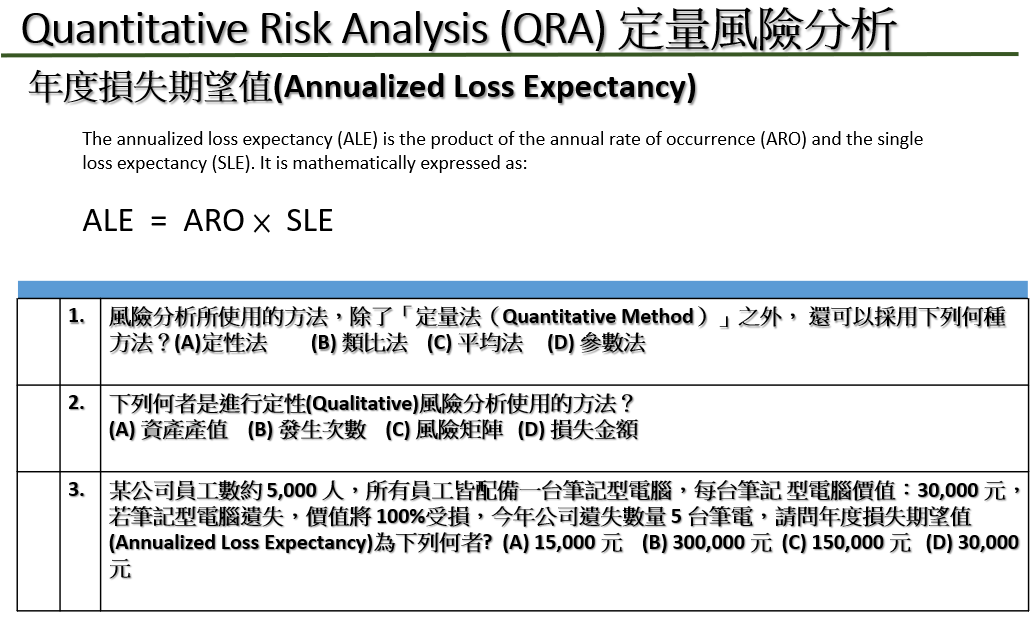 Quantitative Risk Analysis (QRA) 定量風險分析
年度損失期望值(Annualized Loss Expectancy)
The annualized loss expectancy (ALE) is the product of the annual rate of occurrence (ARO) and the single
loss expectancy (SLE). It is mathematically expressed as:
ALE = ARO × SLE
1. 風險分析所使用的方法，除了「定量法（Quantitative Method）」之外， 還可以採用下列何種
方法？(A)定性法 (B) 類比法 (C) 平均法 (D) 參數法
2. 下列何者是進行定性(Qualitative)風險分析使用的方法？
(A) 資產產值 (B) 發生次數 (C) 風險矩陣 (D) 損失金額
3. 某公司員工數約 5,000 人，所有員工皆配備一台筆記型電腦，每台筆記 型電腦價值：30,000 元，
若筆記型電腦遺失，價值將 100%受損，今年公司遺失數量 5 台筆電，請問年度損失期望值
(Annualized Loss Expectancy)為下列何者? (A) 15,000 元 (B) 300,000 元 (C) 150,000 元 (D) 30,000
元